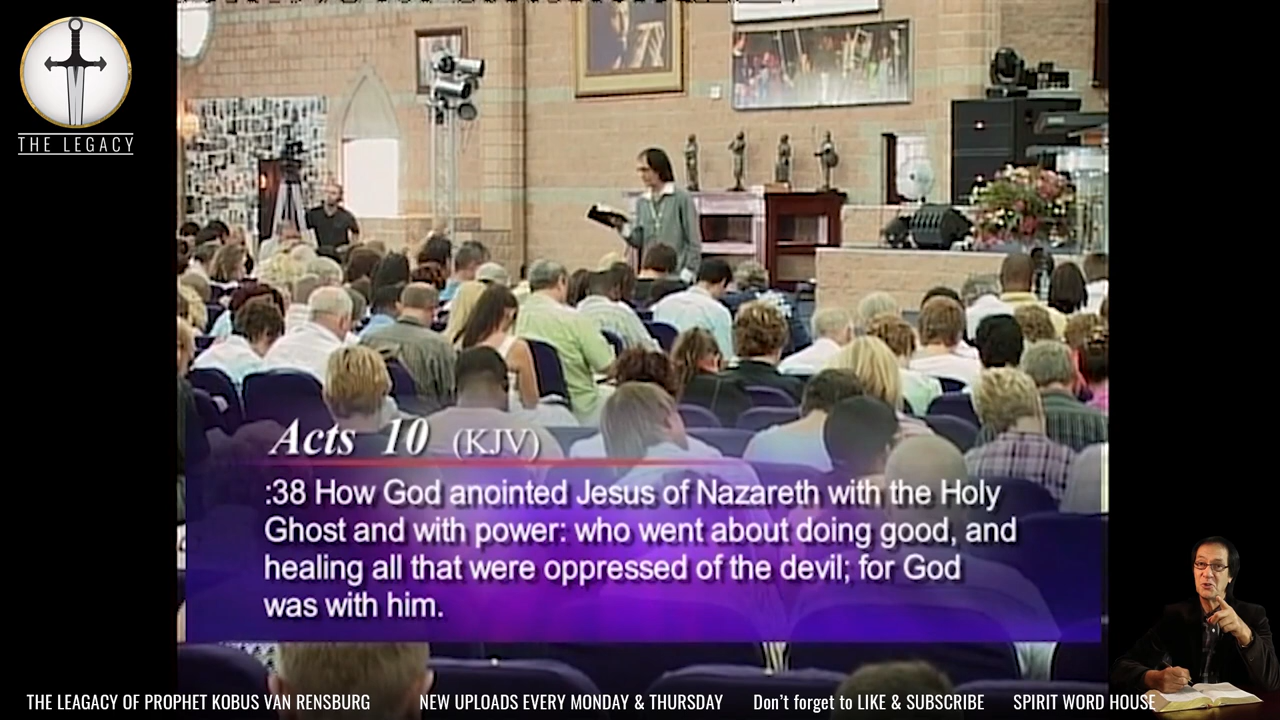 THE LEGACY
Acts 10 (KJV)
:38 How God anointed Jesus of Nazareth with the Holy
Ghost and with power: who went about doing good, and
healing all that were oppressed of the devil; for God
was with him.
THE LEAGACY OF PROPHET KOBUS VAN RENSBURG NEW UPLOADS EVERY MONDAY & THURSDAY Don't forget to LIKE & SUBSCRIBE SPIRIT WORD HOUSE